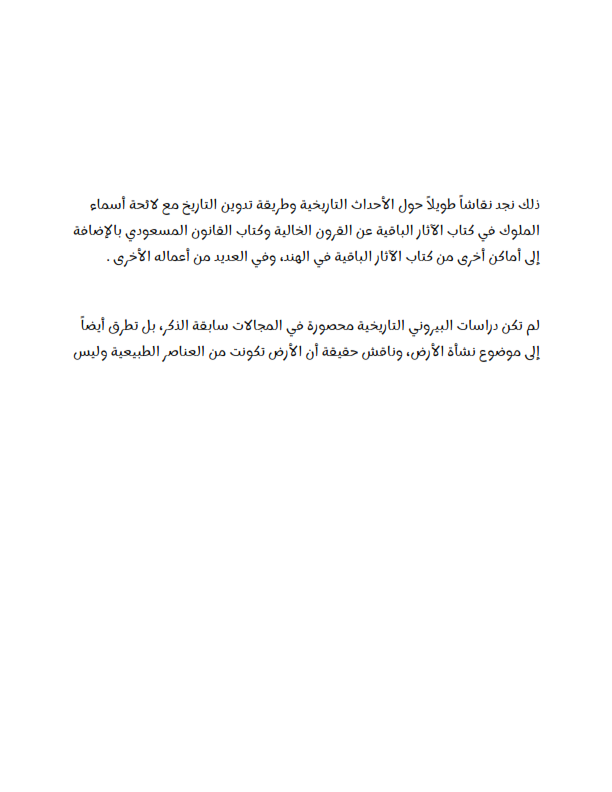 ذلك نجد نقاشاً طويلاً حول الأحداث التاريخية وطريقة تدوين التاريخ مع لائحة أسماء
الملوك في كتاب الآثار الباقية عن القرون الخالية وكتاب القانون المسعودي بالإضافة
إلى أماكن أخرى من كتاب الآثار الباقية في الهند، وفي العديد من أعماله الأخرى .
لم تكن دراسات البيروني التاريخية محصورة في المجالات سابقة الذكر، بل تطرق أيضاً
إلى موضوع نشأة الأرض، وناقش حقيقة أن الأرض تكونت من العناصر الطبيعية وليس